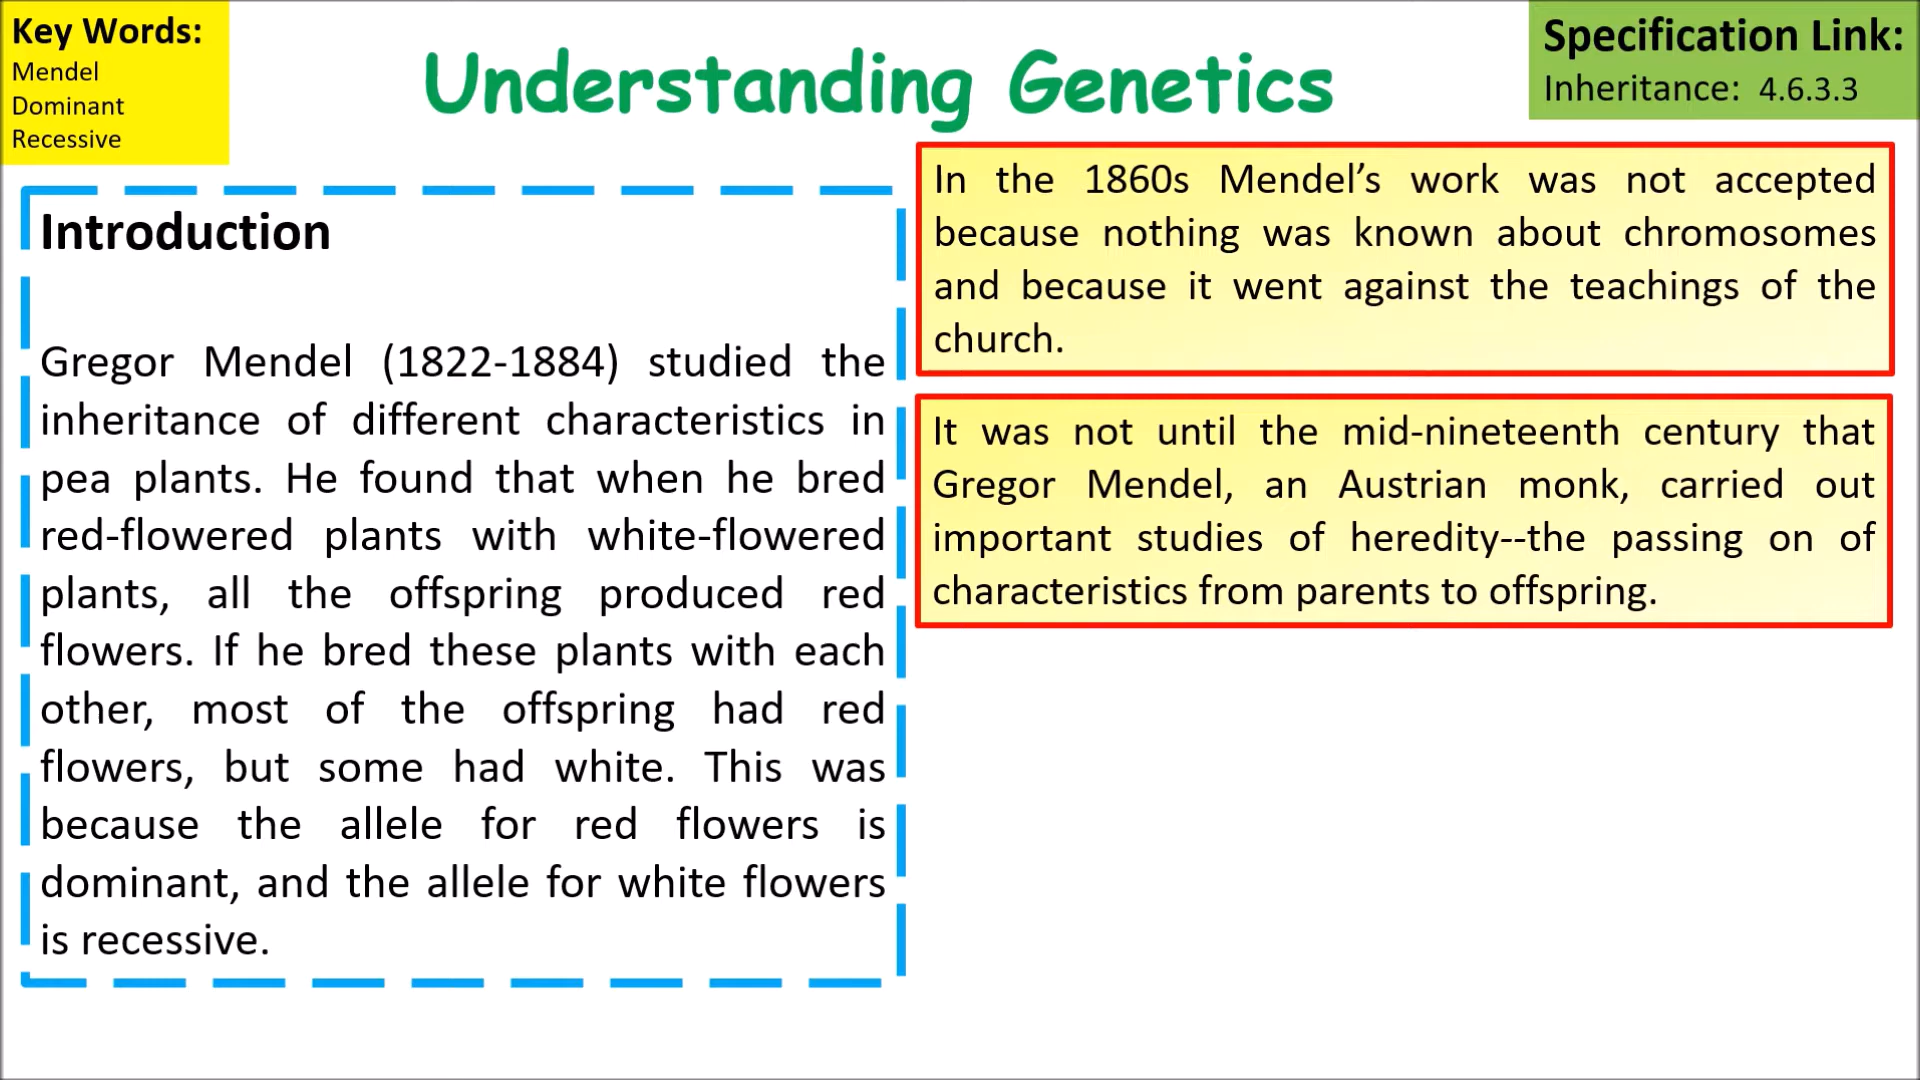 Key Words:
Mendel
Dominant
Recessive
Understanding Genetics
Specification Link:
Inheritance: 4.6.3.3
Introduction
Gregor Mendel (1822-1884) studied the
inheritance of different characteristics in
pea plants. He found that when he bred
red-flowered plants with white-flowered
plants, all the offspring produced red
flowers. If he bred these plants with each
other, most of the offspring had red
flowers, but some had white. This was
because the allele for red flowers is
dominant, and the allele for white flowers
is recessive.
In the 1860s Mendel’s work was not accepted
because nothing was known about chromosomes
and because it went against the teachings of the
church.
It was not until the mid-nineteenth century that
Gregor Mendel, an Austrian monk, carried out
important studies of heredity--the passing on of
characteristics from parents to offspring.